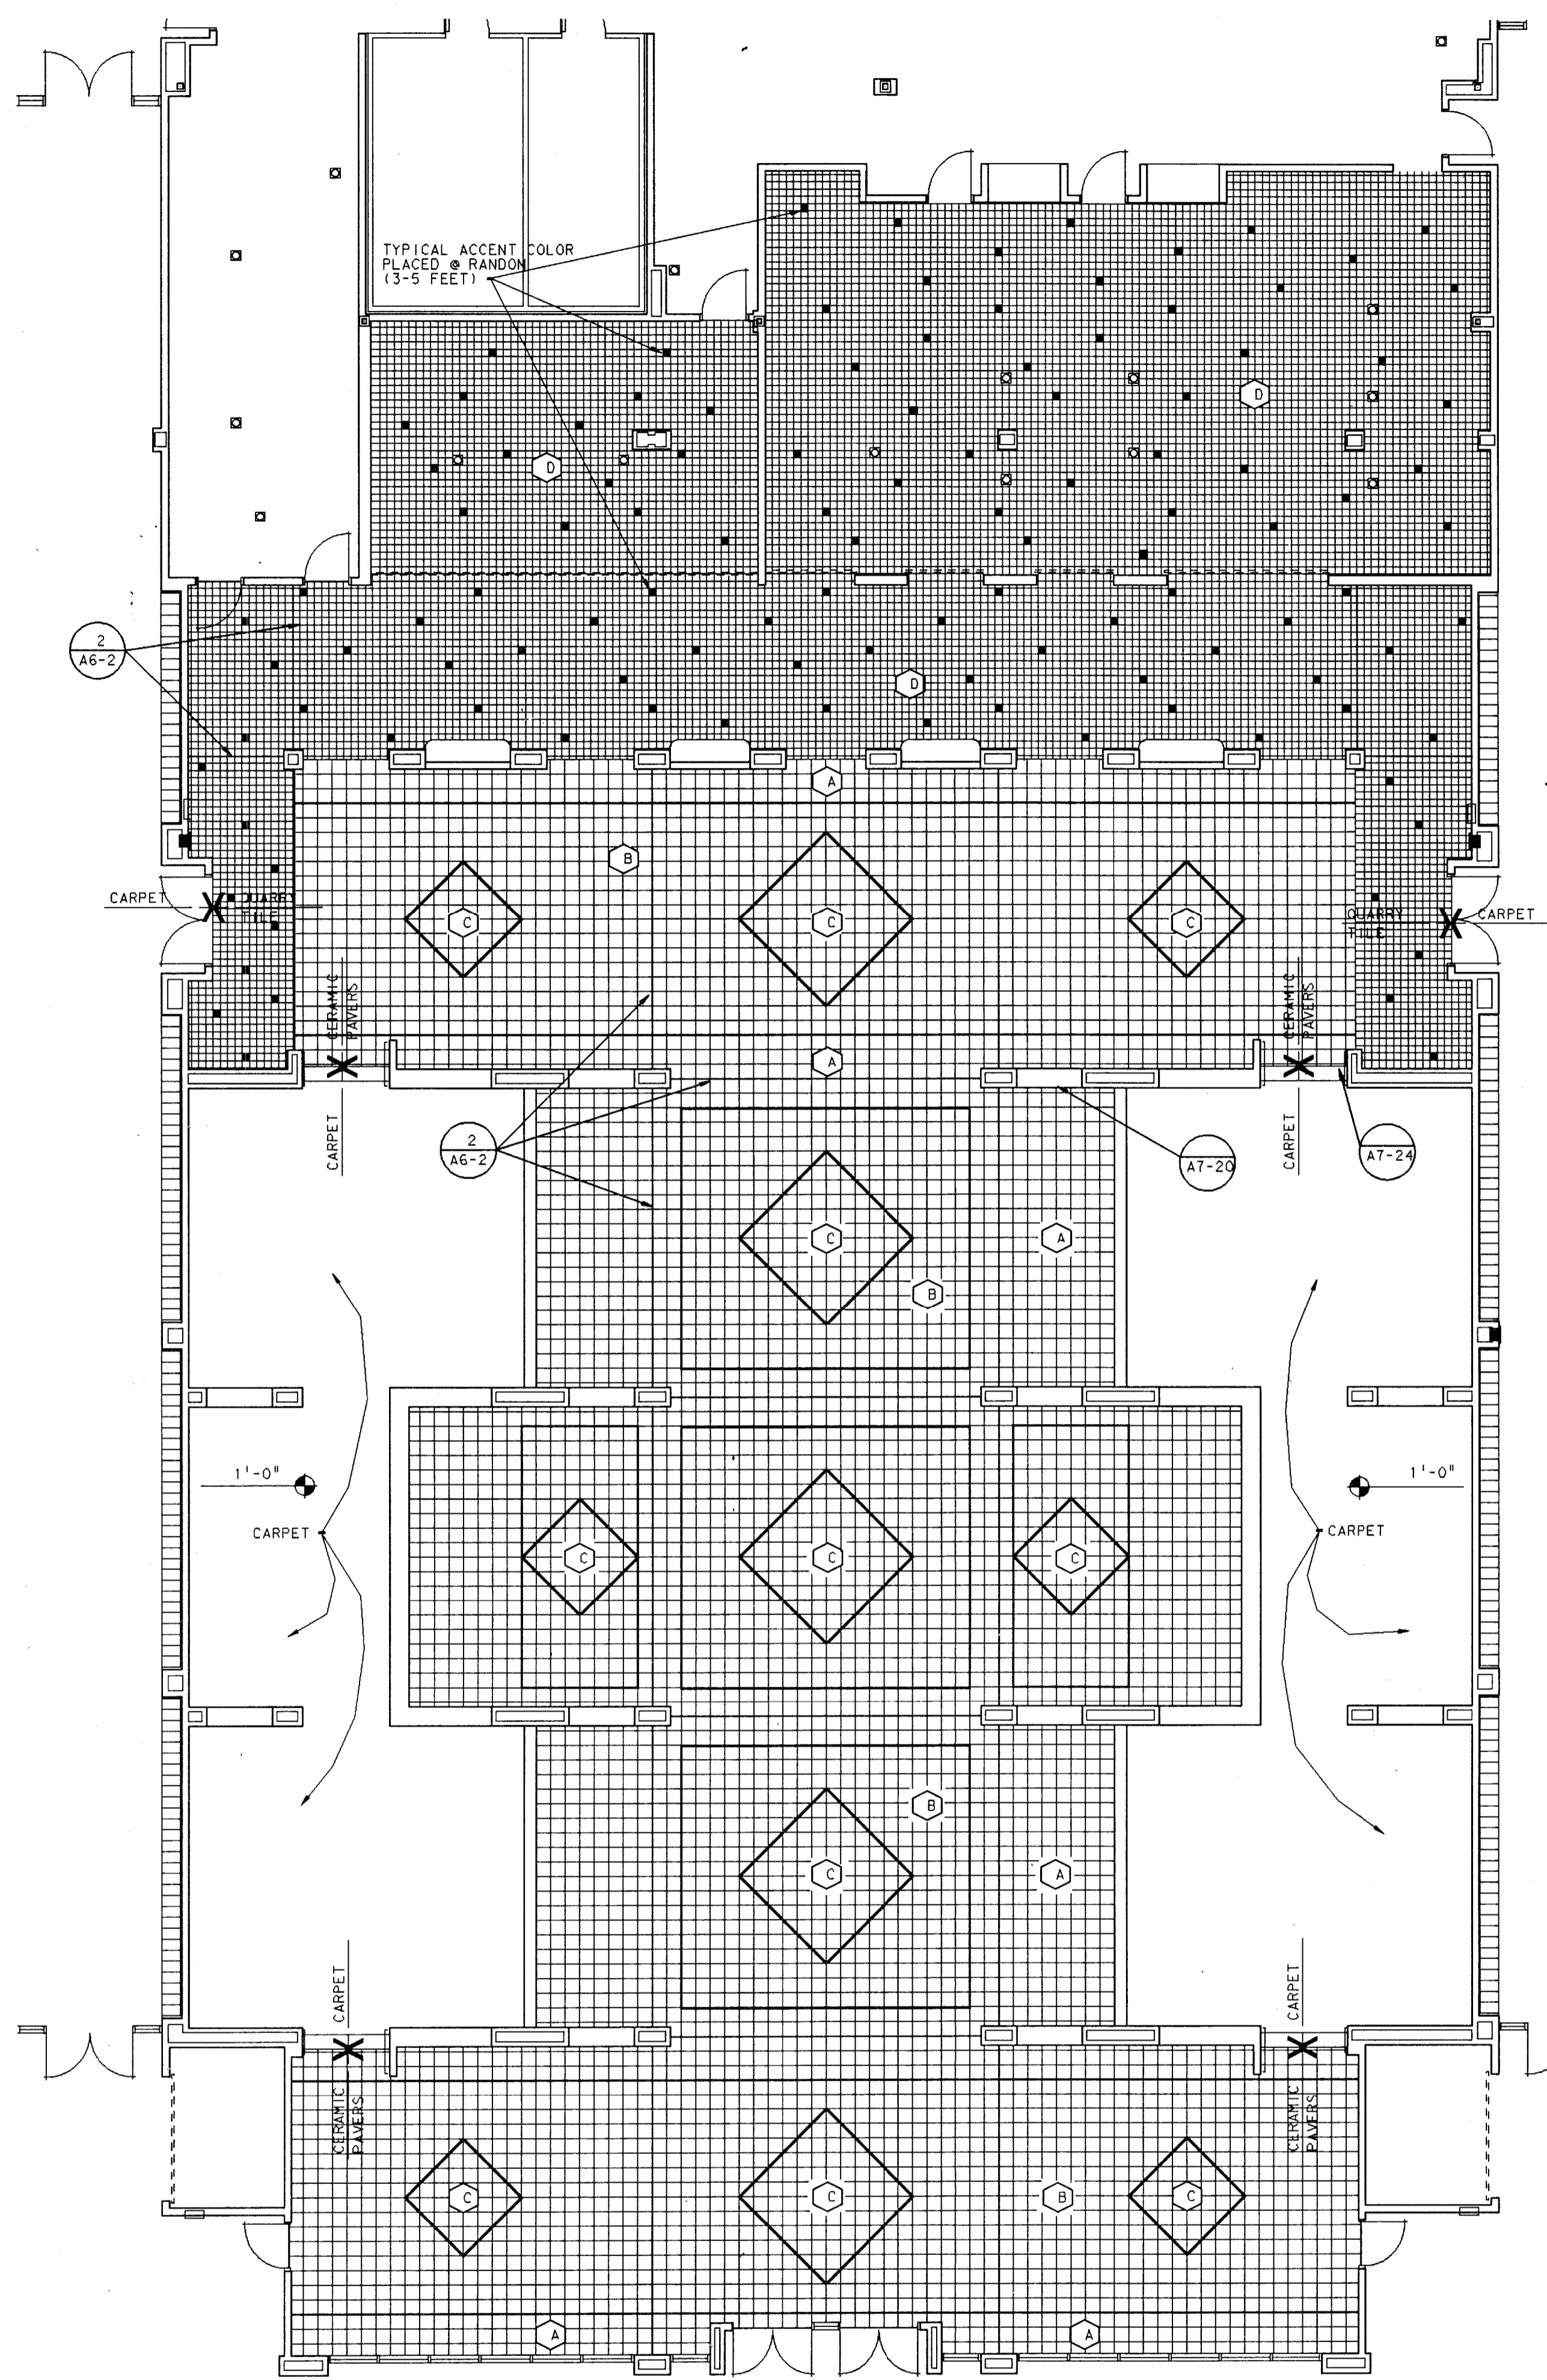 TYPICAL ACCENT COLOR
PLACED @ RANDOM
(3-5 FEET)
D
D
2
A6-2
D
A
B
C
C
C
CARPET
QUARRY
TILE
QUARRY
TILE
CARPET
CERAMIC
PAVERS
CERAMIC
PAVERS
A
CARPET
2
A6-2
CARPET
A7-20
A7-24
C
A
B
1'-0"
1'-0"
CARPET
CARPET
C
C
C
B
C
A
CARPET
CARPET
CERAMIC
PAVERS
CERAMIC
PAVERS
C
C
B
C
A
A